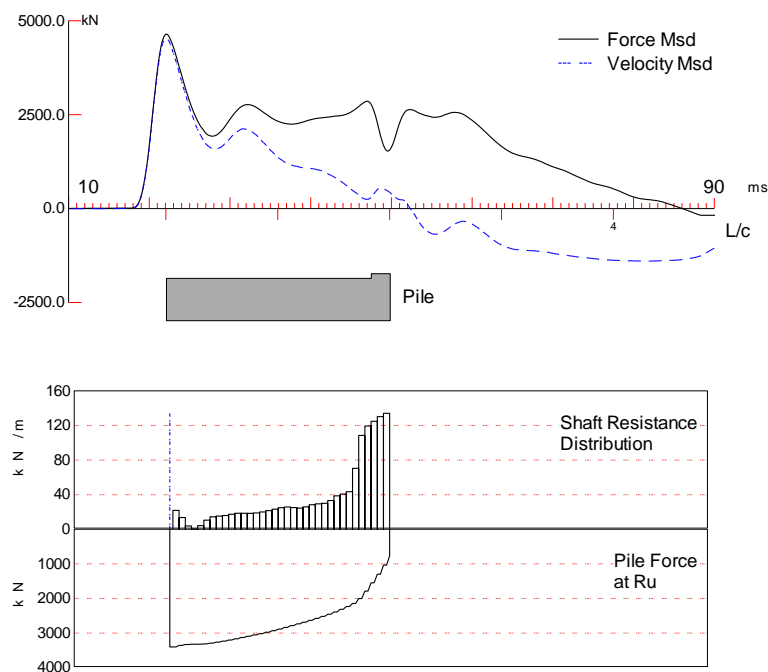 5000.0
kN
Force Msd
Velocity Msd
2500.0
10
90
ms
0.0
4
L/c
-2500.0
Pile
160
Shaft Resistance
Distribution
120
kN/m
80
40
0
Pile Force
at Ru
1000
kN
2000
3000
4000